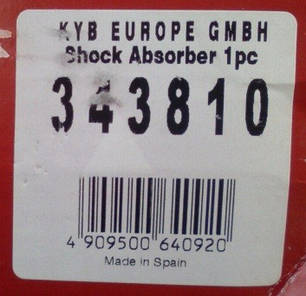 KYB EUROPE GMBH
Shock Absorber 1pc
343810
4 909500 640920
Made in Spain